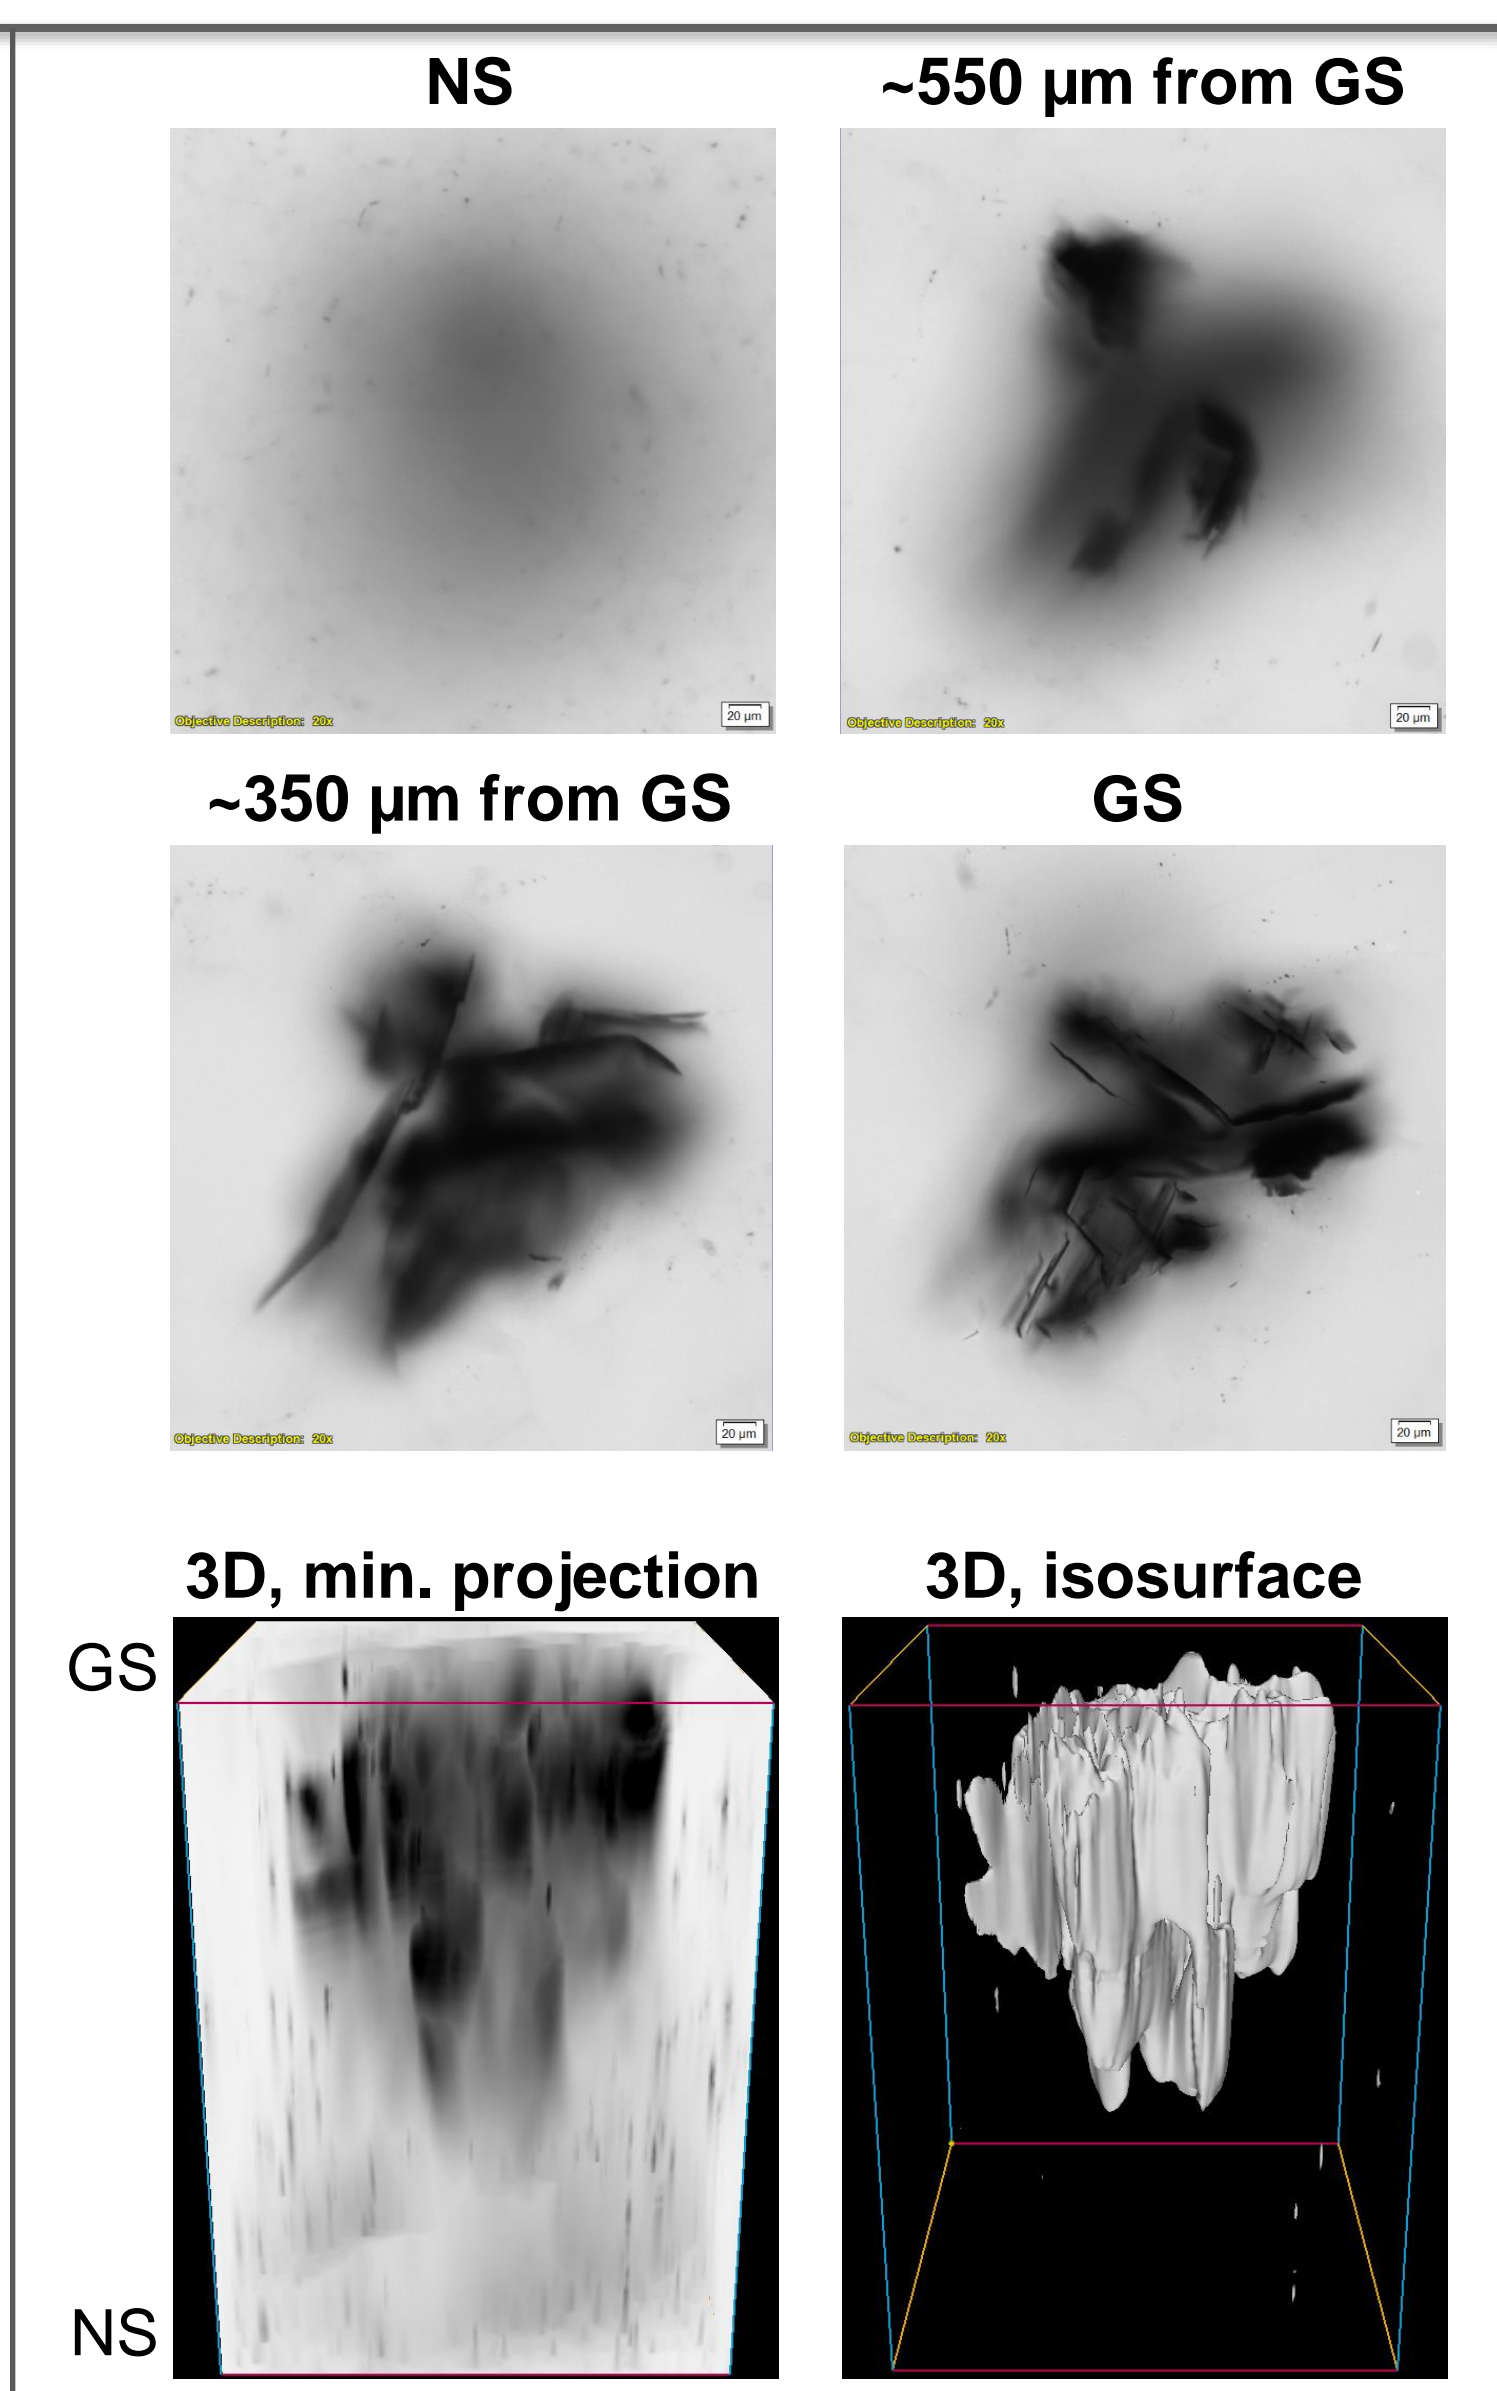 NS
~550 µm from GS
Objective Description: 20x
20 µm
Objective Description: 20x
20 µm
~350 µm from GS
GS
Objective Description: 20x
20 µm
Objective Description: 20x
20 µm
3D, min. projection
3D, isosurface
GS
NS